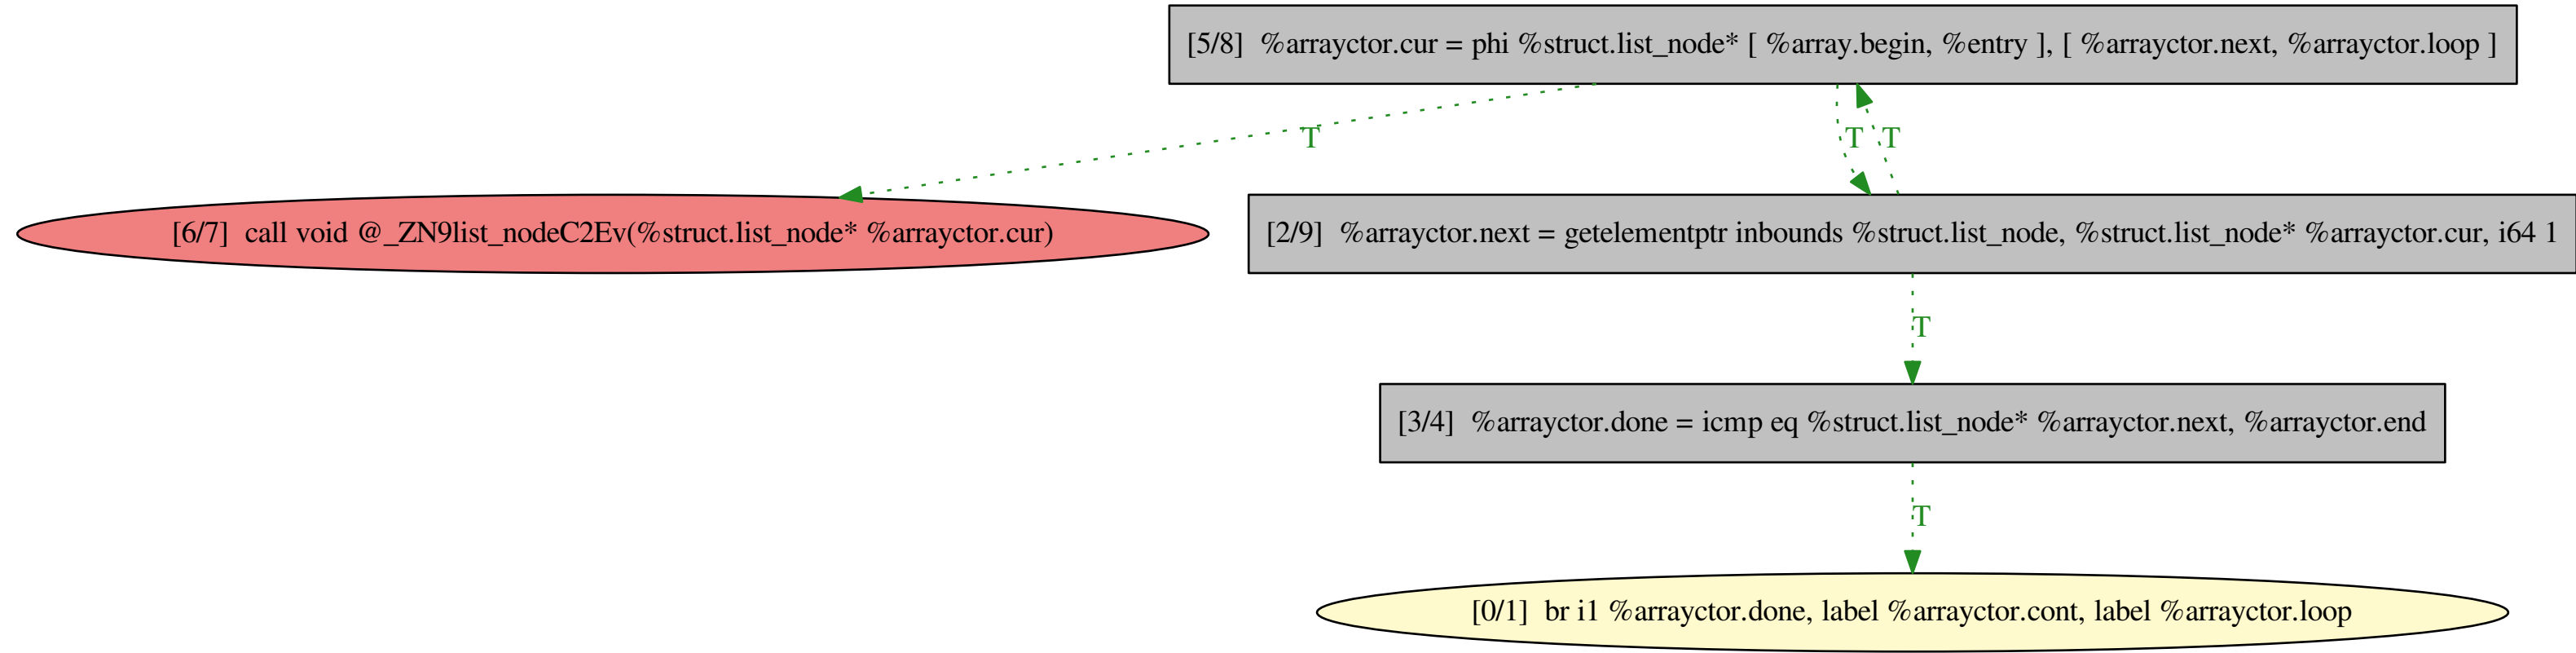 [5/8]  %arrayctor.cur = phi %struct.list_node* [ %array.begin, %entry ], [ %arrayctor.next, %arrayctor.loop ]
T
T
T
[6/7]  call void @_ZN9list_nodeC2Ev(%struct.list_node* %arrayctor.cur)
[2/9]  %arrayctor.next = getelementptr inbounds %struct.list_node, %struct.list_node* %arrayctor.cur, i64 1
T
[3/4]  %arrayctor.done = icmp eq %struct.list_node* %arrayctor.next, %arrayctor.end
T
[0/1]  br i1 %arrayctor.done, label %arrayctor.cont, label %arrayctor.loop